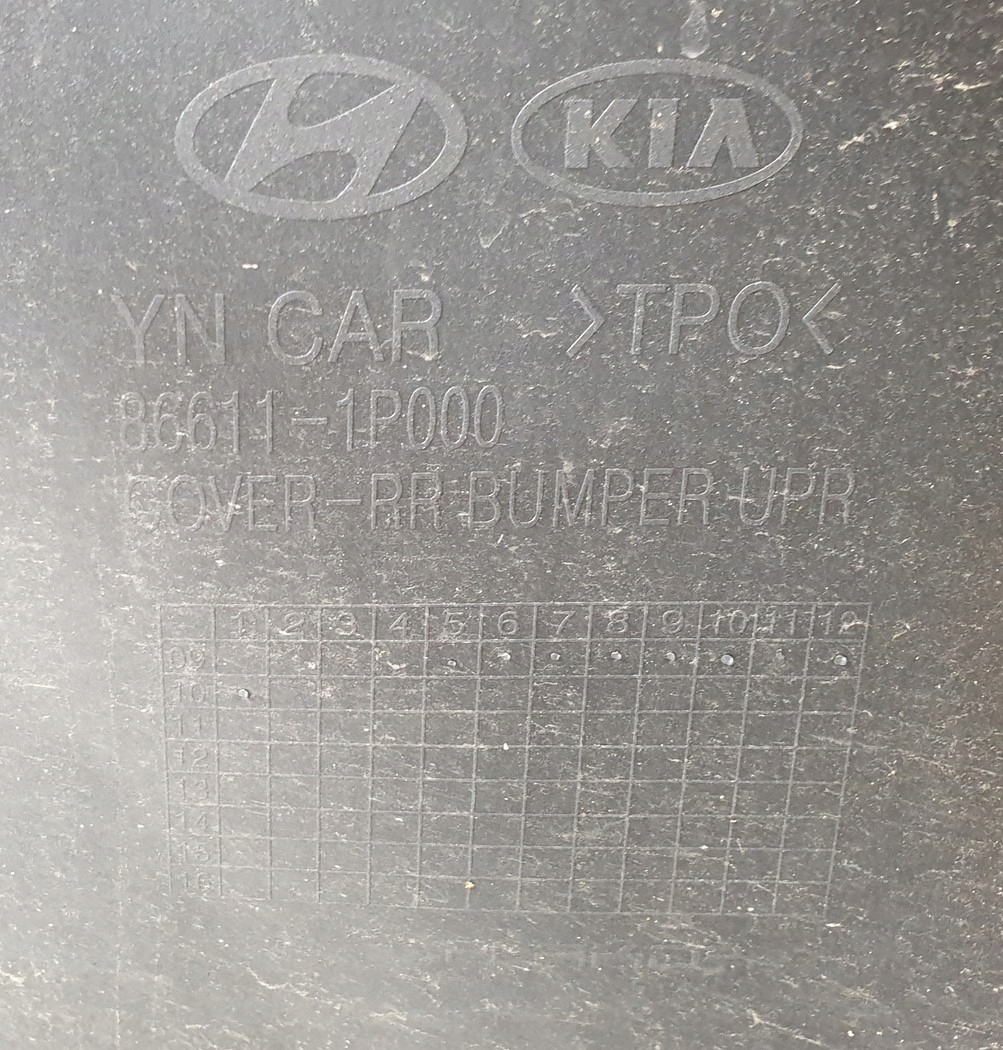 KIA
YN CAR >TPO<
86611-1P000
COVER-RR BUMPER UPR
1 2 3 4 5 6 7 8 9 10 11 12
09
10
11
12
13
14
15
16